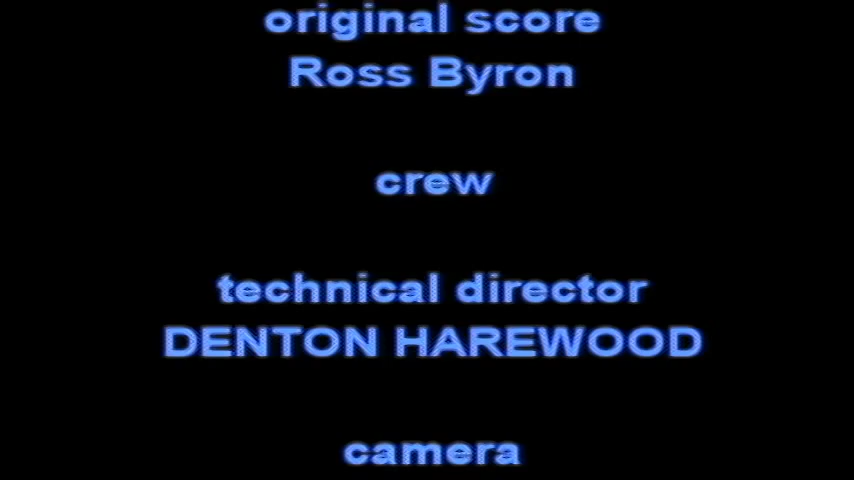 original score
Ross Byron
crew
technical director
DENTON HAREWOOD
camera